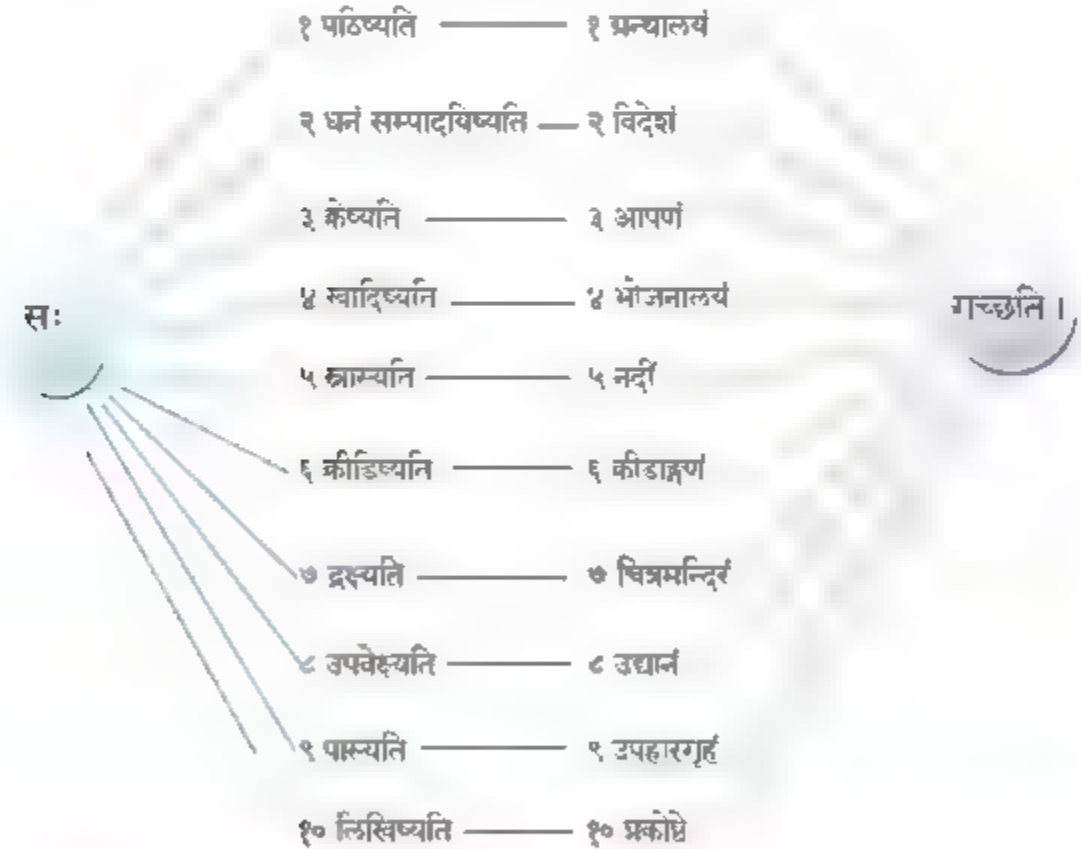 १ पठिष्यति १ ग्रन्थालयं
२ धनं सम्पादयिष्यति २ विदेशं
३ क्रेष्यति ३ आपणं
४ खादिष्यति ४ भोजनालयं
सः गच्छति ।
५ स्नास्यति ५ नदीं
६ क्रीडिष्यति ६ क्रीडाङ्गणं
७ द्रक्ष्यति ७ चित्रमन्दिरं
८ उपवेक्ष्यति ८ उद्यानं
९ पास्यति ९ उपहारगृहं
१० लिखिष्यति १० प्रकोष्ठे